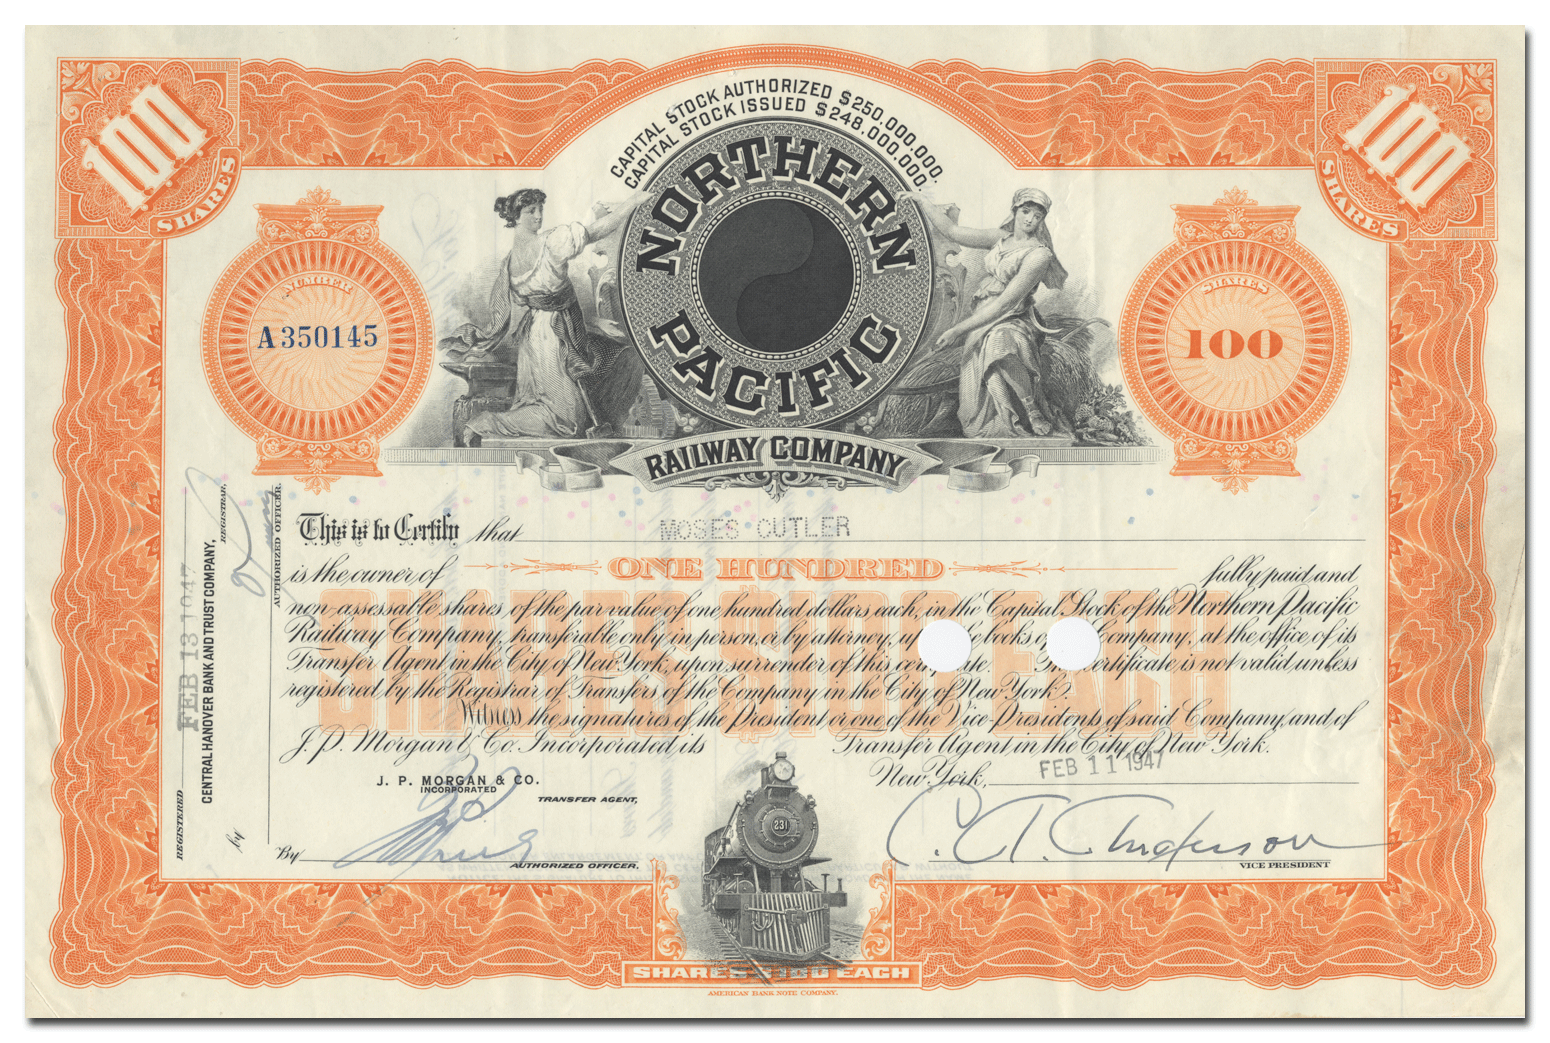 100
SHARES
CAPITAL STOCK AUTHORIZED $250,000,000.
CAPITAL STOCK ISSUED $248,000,000.
100
SHARES
NORTHERN
PACIFIC
RAILWAY COMPANY
NUMBER
A350145
SHARES
100
This is to Certify that MOSES CUTLER
is the owner of ONE HUNDRED fully paid and
non-assessable shares of the par value of one hundred dollars each, in the Capital Stock of the Northern Pacific
Railway Company, transferable only in person, or by attorney, Company, at the office of its
Transfer Agent in the City of New York, upon surrender of this is not valid unless
registered by the Registrar of Transfers of the Company in the City of New York.
Witness the signatures of the President or one of the Vice-Presidents of said Company, and of
J. P. Morgan & Co. Incorporated, its Transfer Agent in the City of New York.
SHARES $100 EACH
J. P. MORGAN & CO.
INCORPORATED
TRANSFER AGENT,
By
AUTHORIZED OFFICER.
New York, FEB 11 1947
C. T. Anderson
VICE PRESIDENT
231
SHARES $100 EACH
AMERICAN BANK NOTE COMPANY.
REGISTERED FEB 13 1947
CENTRAL HANOVER BANK AND TRUST COMPANY,
REGISTRAR,
by
AUTHORIZED OFFICER.